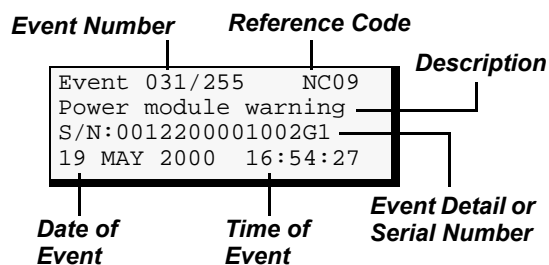 Event Number
Reference Code
Description
Event 031/255 NC09
Power module warning
S/N:0012200001002G1
19 MAY 2000 16:54:27
Date of
Event
Time of
Event
Event Detail or
Serial Number